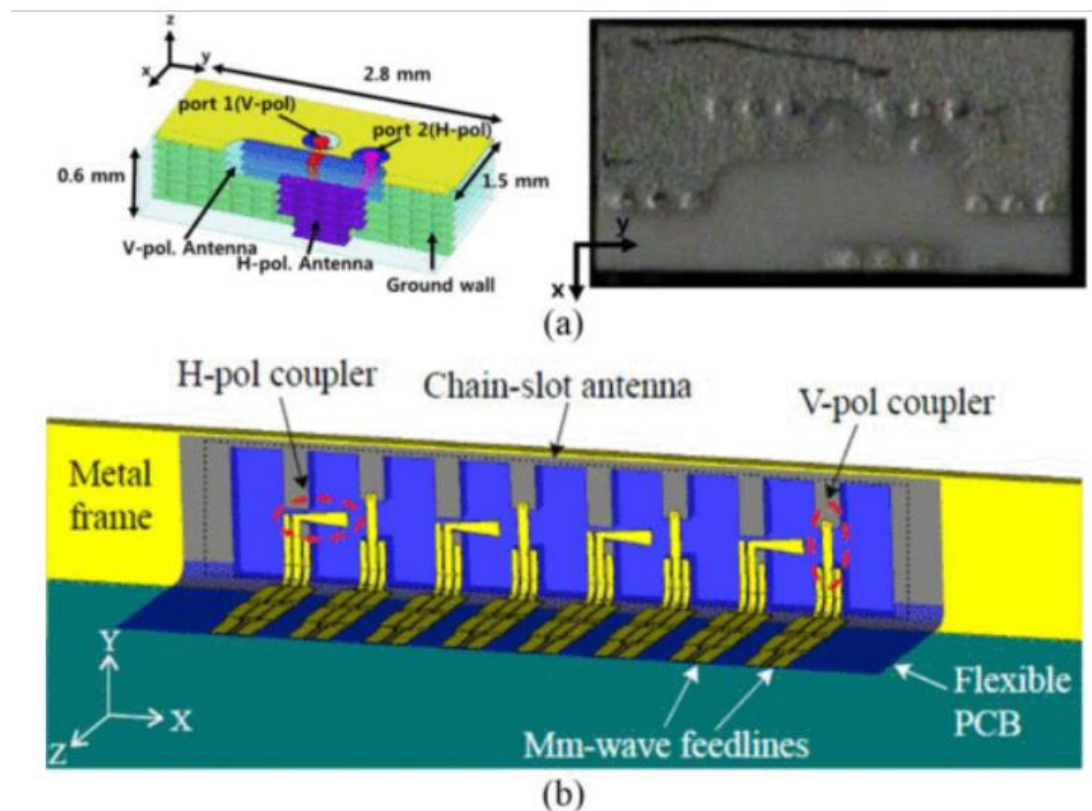 z
y
x
2.8 mm
port 1(V-pol)
port 2(H-pol)
0.6 mm
1.5 mm
V-pol. Antenna
H-pol. Antenna
Ground wall
y
x
(a)
H-pol coupler
Chain-slot antenna
V-pol coupler
Metal
frame
Y
X
Z
Flexible
PCB
Mm-wave feedlines
(b)